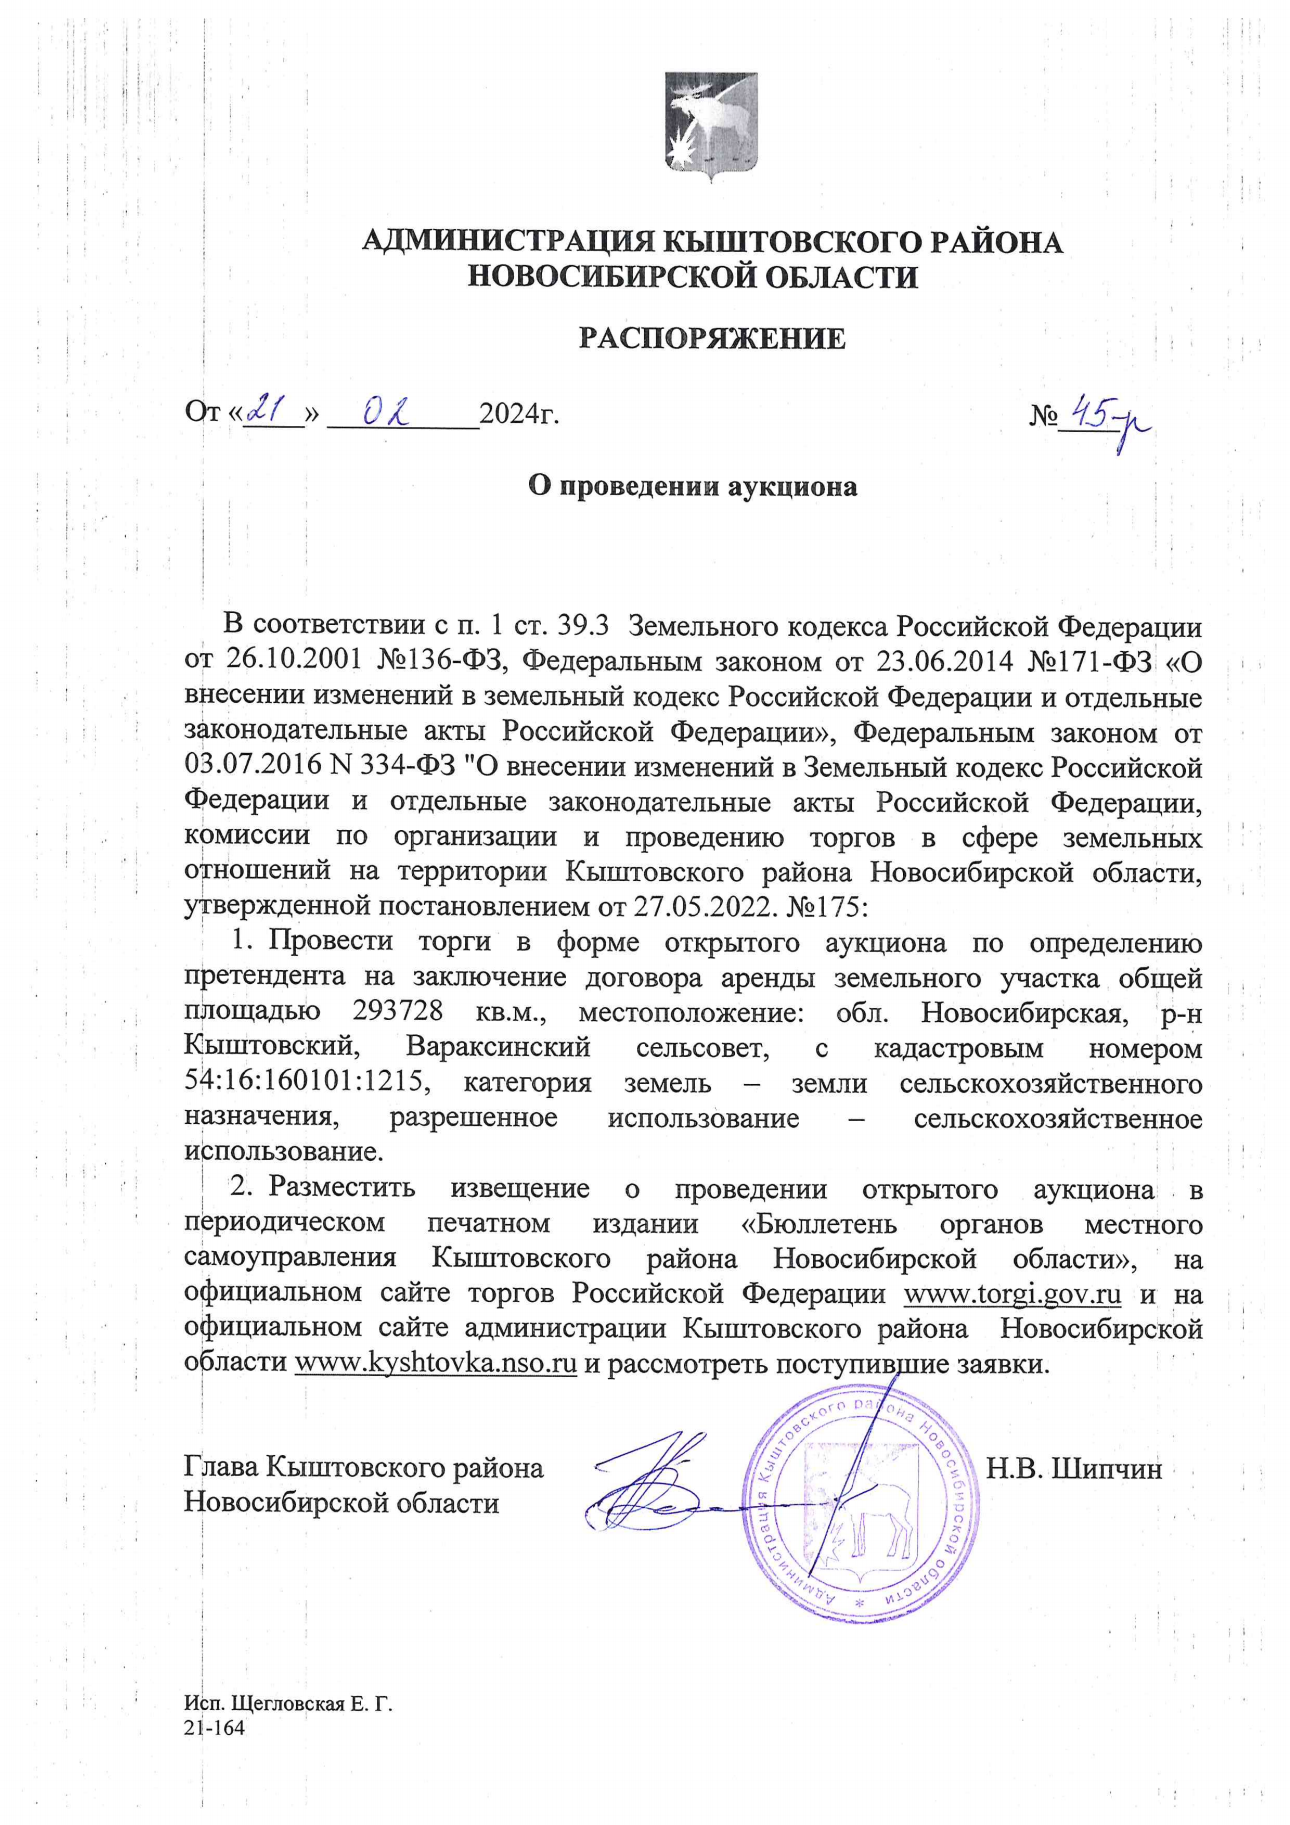 АДМИНИСТРАЦИЯ КЫШТОВСКОГО РАЙОНА
НОВОСИБИРСКОЙ ОБЛАСТИ
РАСПОРЯЖЕНИЕ
От «21» 02 2024г. № 45-р
О проведении аукциона
В соответствии с п. 1 ст. 39.3 Земельного кодекса Российской Федерации
от 26.10.2001 №136-ФЗ, Федеральным законом от 23.06.2014 №171-ФЗ «О
внесении изменений в земельный кодекс Российской Федерации и отдельные
законодательные акты Российской Федерации», Федеральным законом от
03.07.2016 N 334-ФЗ "О внесении изменений в Земельный кодекс Российской
Федерации и отдельные законодательные акты Российской Федерации,
комиссии по организации и проведению торгов в сфере земельных
отношений на территории Кыштовского района Новосибирской области,
утвержденной постановлением от 27.05.2022. №175:
1. Провести торги в форме открытого аукциона по определению
претендента на заключение договора аренды земельного участка общей
площадью 293728 кв.м., местоположение: обл. Новосибирская, р-н
Кыштовский, Вараксинский сельсовет, с кадастровым номером
54:16:160101:1215, категория земель – земли сельскохозяйственного
назначения, разрешенное использование – сельскохозяйственное
использование.
2. Разместить извещение о проведении открытого аукциона в
периодическом печатном издании «Бюллетень органов местного
самоуправления Кыштовского района Новосибирской области», на
официальном сайте торгов Российской Федерации www.torgi.gov.ru и на
официальном сайте администрации Кыштовского района Новосибирской
области www.kyshtovka.nso.ru и рассмотреть поступившие заявки.
Глава Кыштовского района Н.В. Шипчин
Новосибирской области
Администрация Кыштовского района Новосибирской области *
Исп. Щегловская Е. Г.
21-164